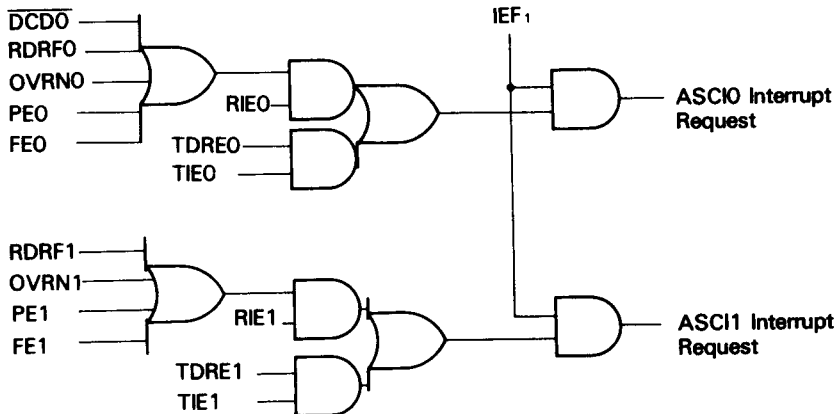 DCD0
IEF1
RDRF0
OVRN0
PE0
FE0
RIE0
TDRE0
TIE0
ASCI0 Interrupt
Request
RDRF1
OVRN1
PE1
FE1
RIE1
TDRE1
TIE1
ASCI1 Interrupt
Request